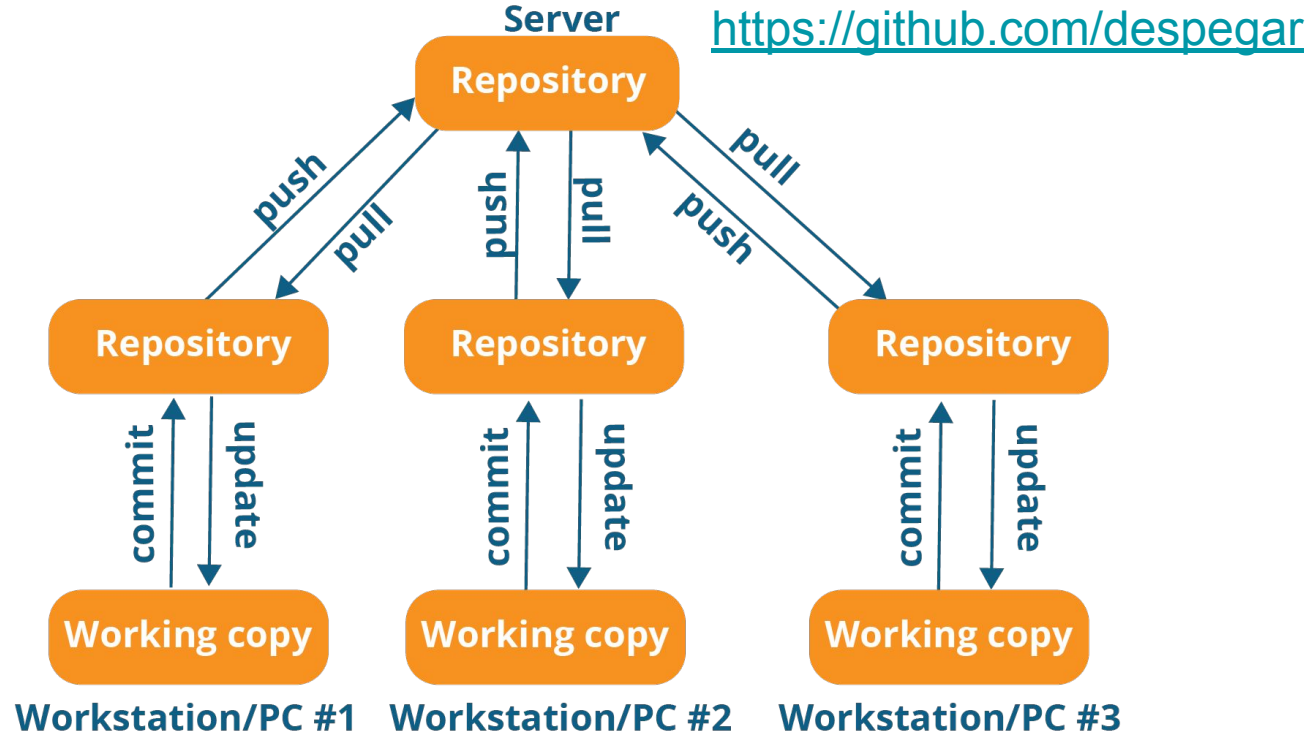 Server
https://github.com/despegar
Repository
push
pull
push
pull
push
pull
Repository
Repository
Repository
commit
update
commit
update
commit
update
Working copy
Working copy
Working copy
Workstation/PC #1
Workstation/PC #2
Workstation/PC #3